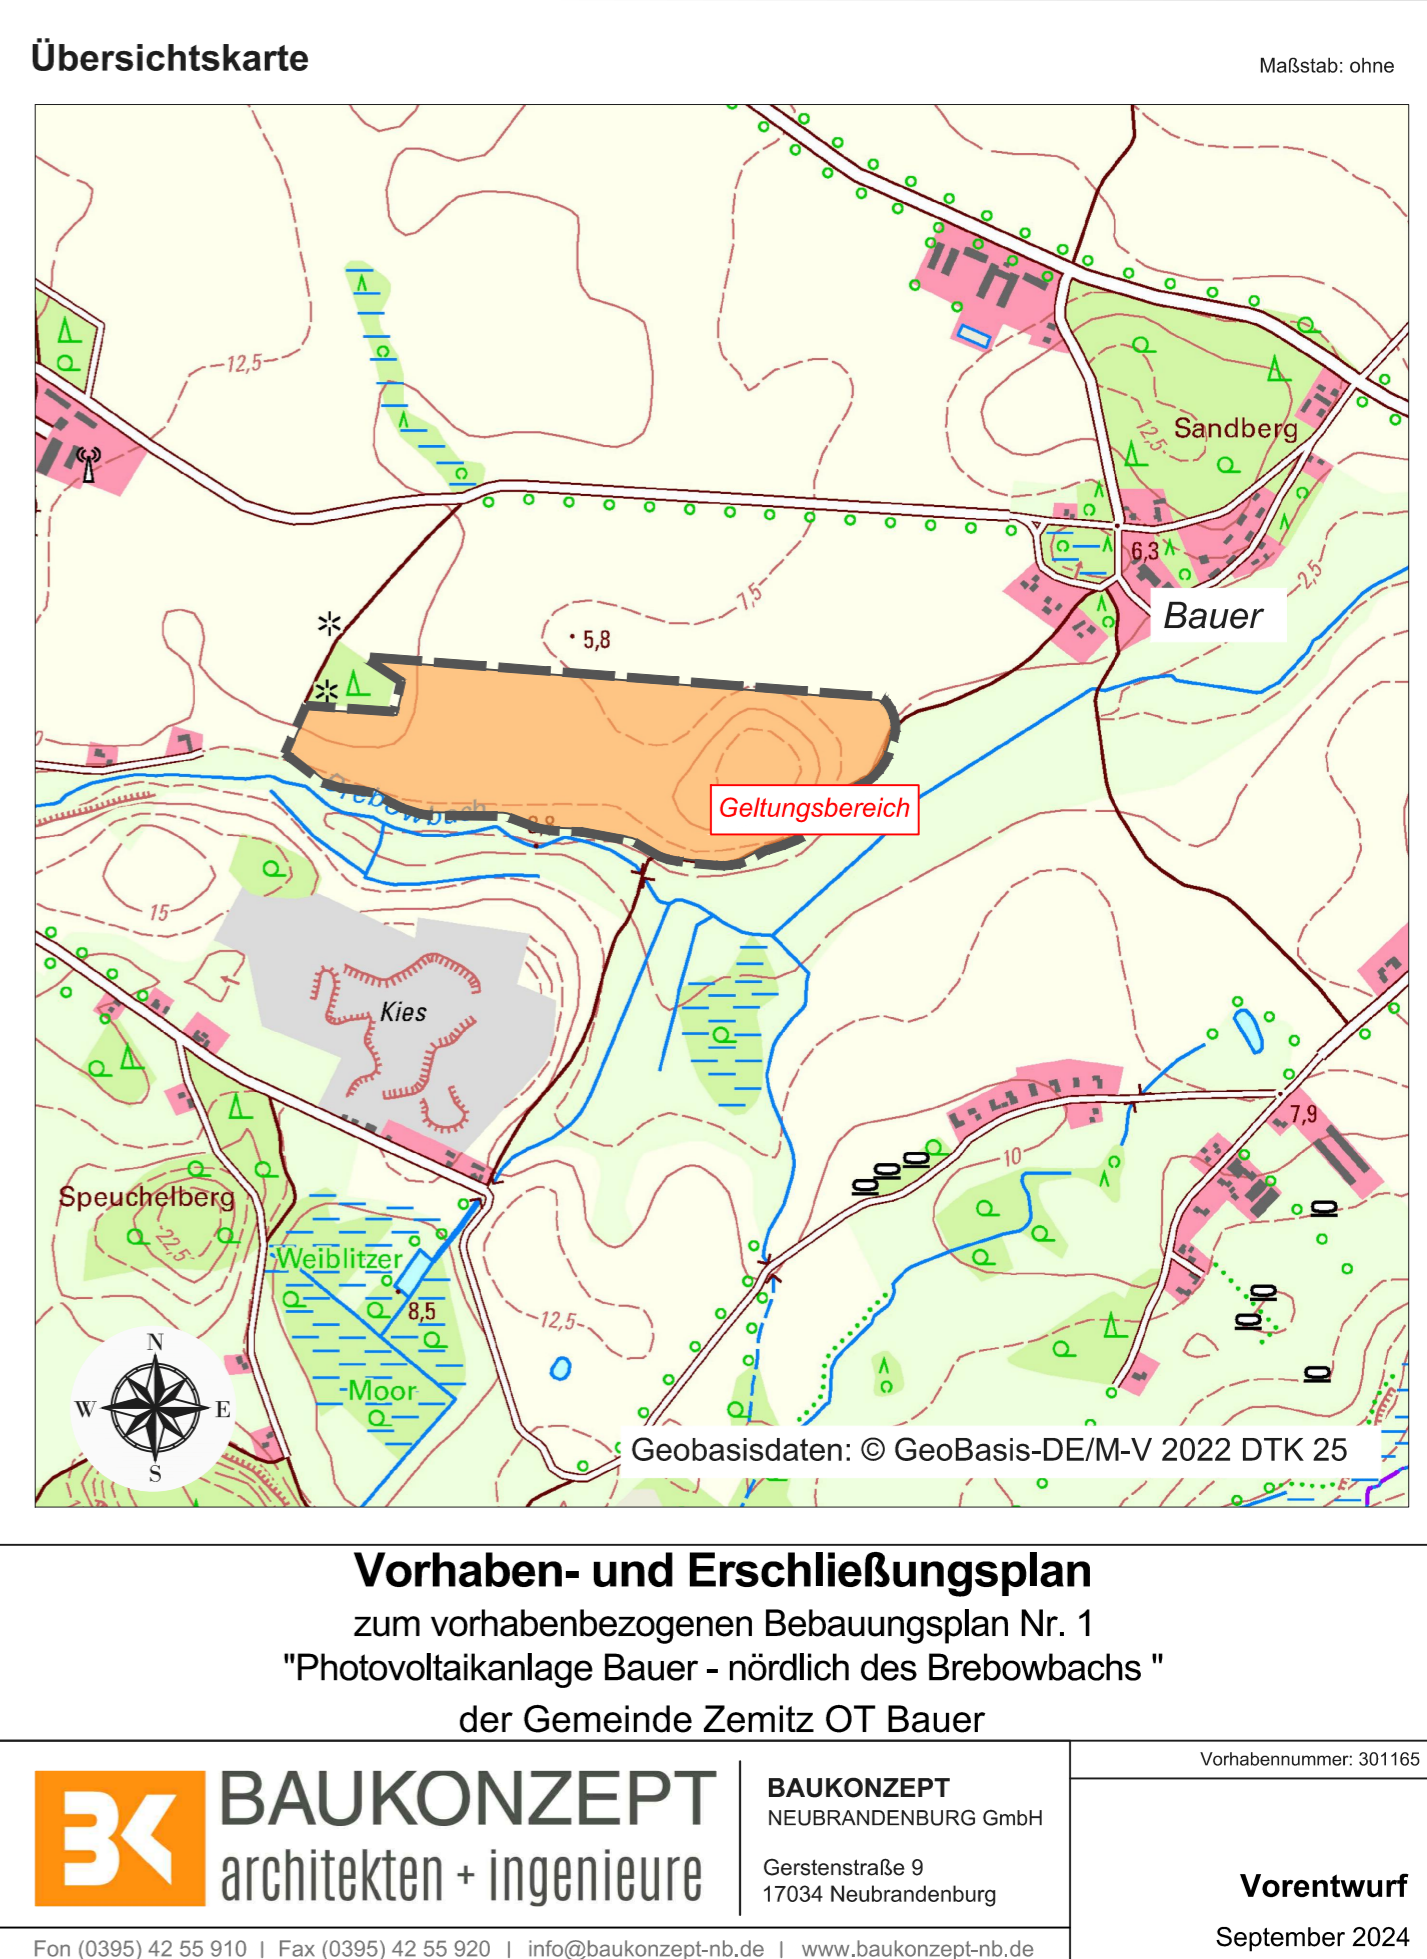 Übersichtskarte
Maßstab: ohne
12,5
Sandberg
12,5
6,3
2,5
Bauer
7,5
5,8
Geltungsbereich
Brebowbach
15
Kies
7,9
10
Speuchelberg
22,5
Weiblitzer
8,5
12,5
Moor
N
W
E
S
Geobasisdaten: © GeoBasis-DE/M-V 2022 DTK 25
Vorhaben- und Erschließungsplan
zum vorhabenbezogenen Bebauungsplan Nr. 1
"Photovoltaikanlage Bauer - nördlich des Brebowbachs "
der Gemeinde Zemitz OT Bauer
Vorhabennummer: 301165
BK
BAUKONZEPT
architekten + ingenieure
BAUKONZEPT
NEUBRANDENBURG GmbH
Gerstenstraße 9
17034 Neubrandenburg
Vorentwurf
September 2024
Fon (0395) 42 55 910 | Fax (0395) 42 55 920 | info@baukonzept-nb.de | www.baukonzept-nb.de